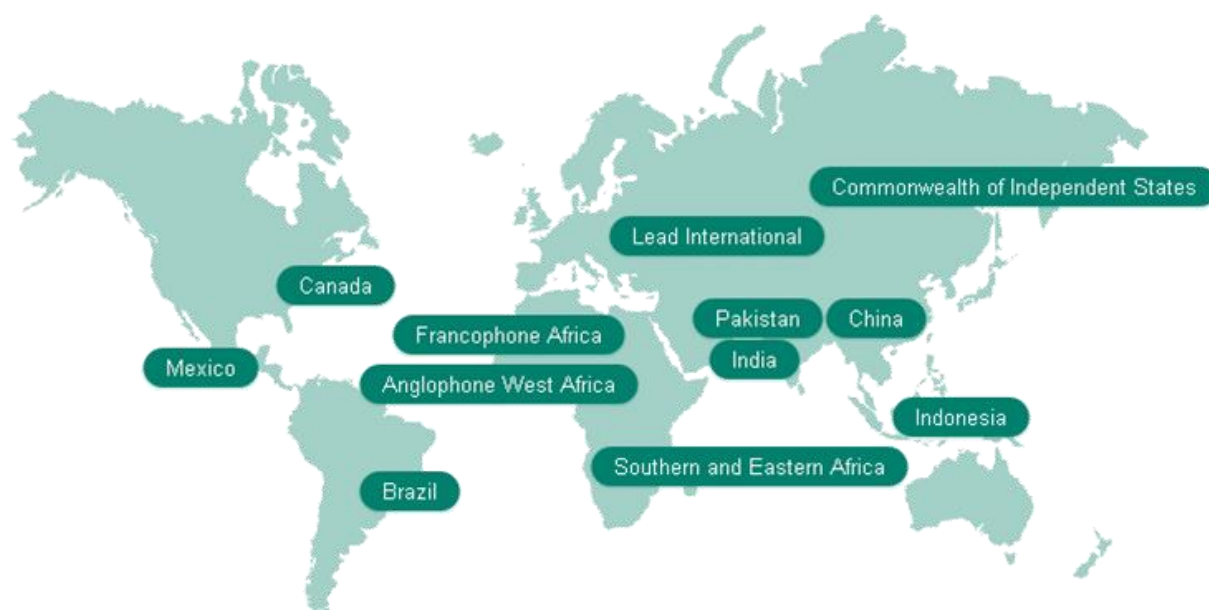 Commonwealth of Independent States
Lead International
Canada
Pakistan
China
Francophone Africa
India
Mexico
Anglophone West Africa
Indonesia
Southern and Eastern Africa
Brazil